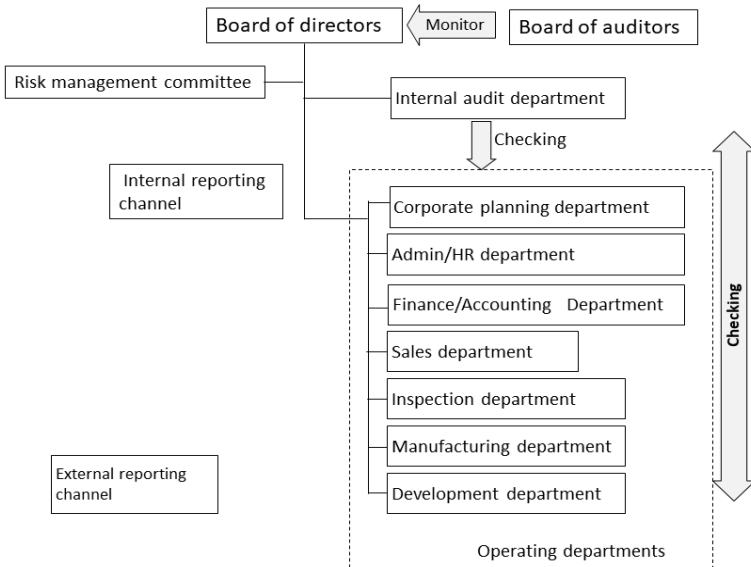 Board of directors
Monitor
Board of auditors
Risk management committee
Internal audit department
Checking
Internal reporting
channel
Corporate planning department
Admin/HR department
Finance/Accounting Department
Sales department
Inspection department
Manufacturing department
Development department
Checking
External reporting
channel
Operating departments